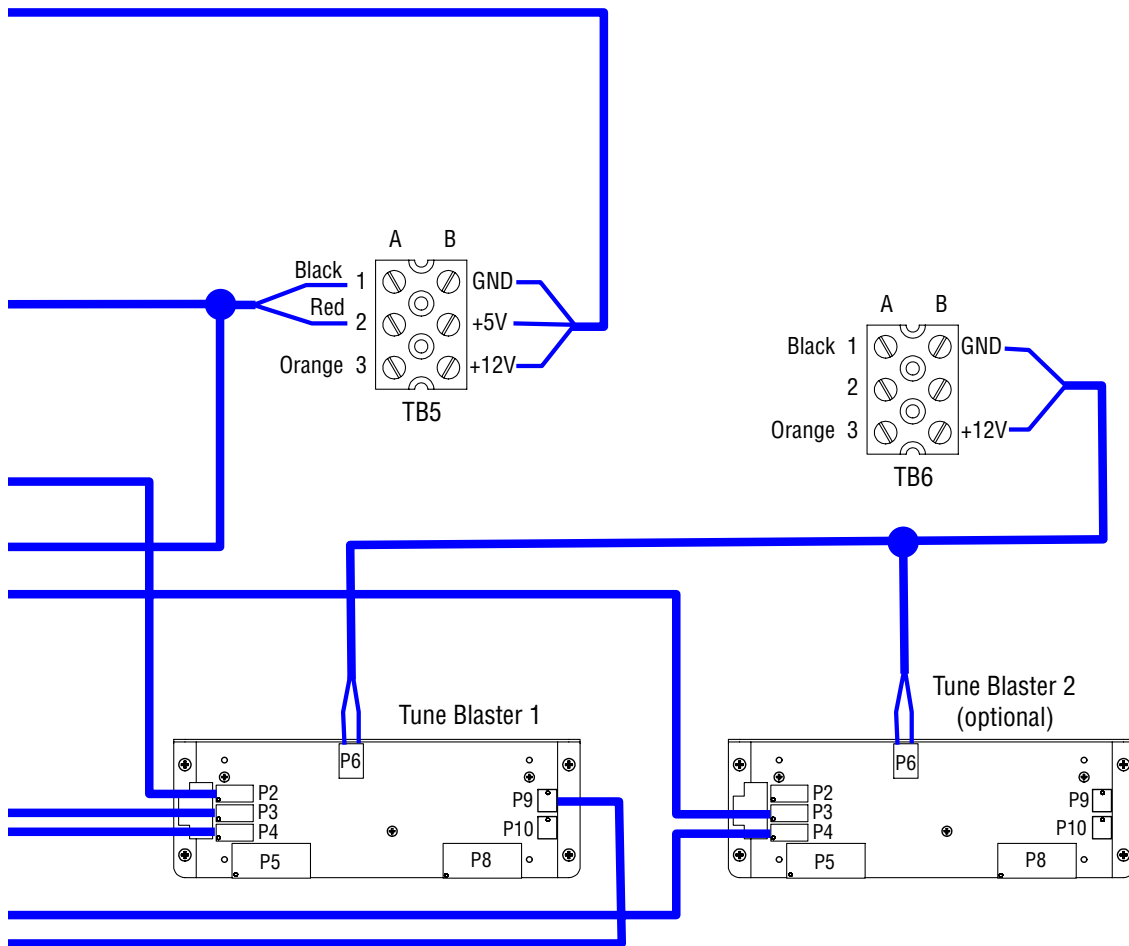 A B
Black 1 GND
Red 2 +5V
Orange 3 +12V
TB5
A B
Black 1 GND
2
Orange 3 +12V
TB6
Tune Blaster 1
P6
P2
P3
P4
P5
P8
P9
P10
Tune Blaster 2
(optional)
P6
P2
P3
P4
P5
P8
P9
P10